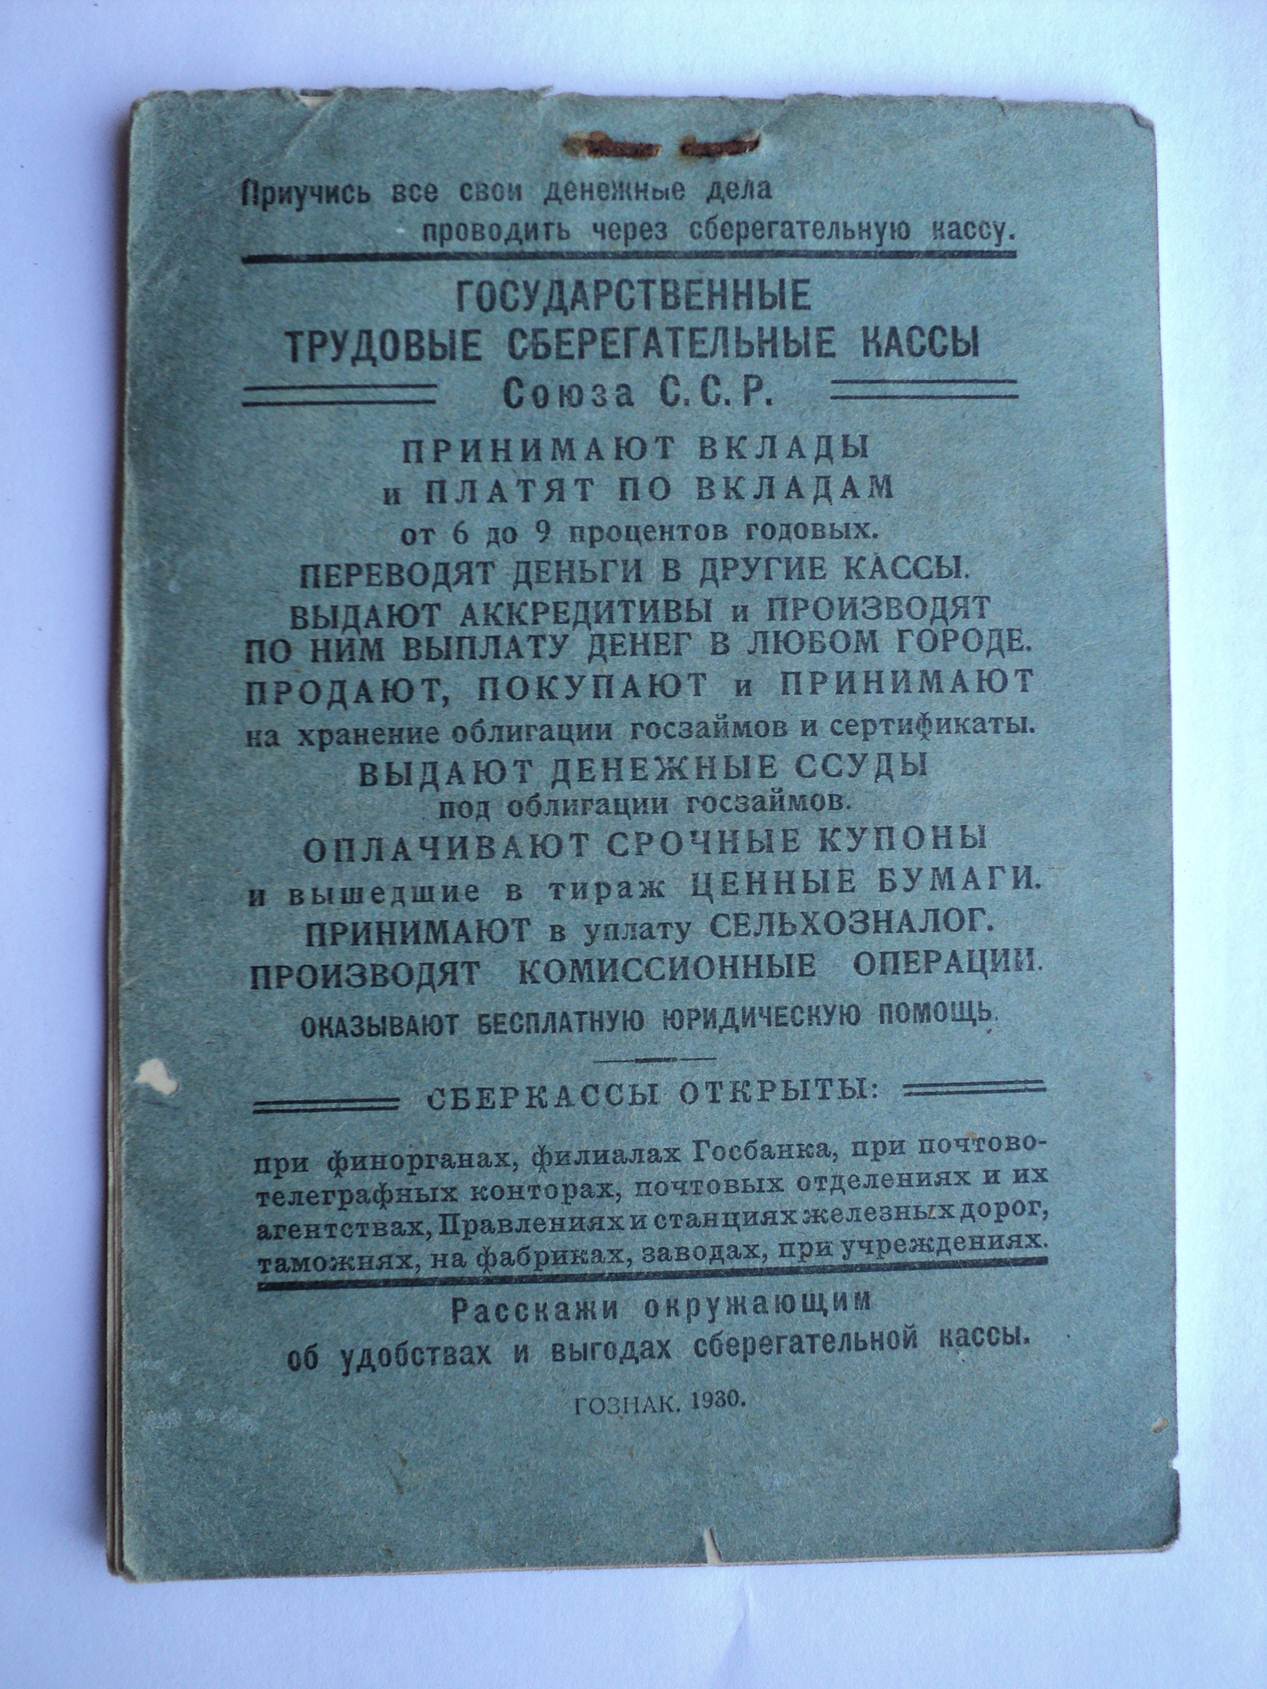 Приучись все свои денежные дела
проводить через сберегательную кассу.
ГОСУДАРСТВЕННЫЕ
ТРУДОВЫЕ СБЕРЕГАТЕЛЬНЫЕ КАССЫ
Союза С.С.Р.
ПРИНИМАЮТ ВКЛАДЫ
и ПЛАТЯТ ПО ВКЛАДАМ
от 6 до 9 процентов годовых.
ПЕРЕВОДЯТ ДЕНЬГИ В ДРУГИЕ КАССЫ.
ВЫДАЮТ АККРЕДИТИВЫ и ПРОИЗВОДЯТ
ПО НИМ ВЫПЛАТУ ДЕНЕГ В ЛЮБОМ ГОРОДЕ.
ПРОДАЮТ, ПОКУПАЮТ и ПРИНИМАЮТ
на хранение облигации госзаймов и сертификаты.
ВЫДАЮТ ДЕНЕЖНЫЕ ССУДЫ
под облигации госзаймов.
ОПЛАЧИВАЮТ СРОЧНЫЕ КУПОНЫ
и вышедшие в тираж ЦЕННЫЕ БУМАГИ.
ПРИНИМАЮТ в уплату СЕЛЬХОЗНАЛОГ.
ПРОИЗВОДЯТ КОМИССИОННЫЕ ОПЕРАЦИИ.
ОКАЗЫВАЮТ БЕСПЛАТНУЮ ЮРИДИЧЕСКУЮ ПОМОЩЬ.
СБЕРКАССЫ ОТКРЫТЫ:
при финорганах, филиалах Госбанка, при почтово-
телеграфных конторах, почтовых отделениях и их
агентствах, Правлениях и станциях железных дорог,
таможнях, на фабриках, заводах, при учреждениях.
Расскажи окружающим
об удобствах и выгодах сберегательной кассы.
ГОЗНАК. 1930.